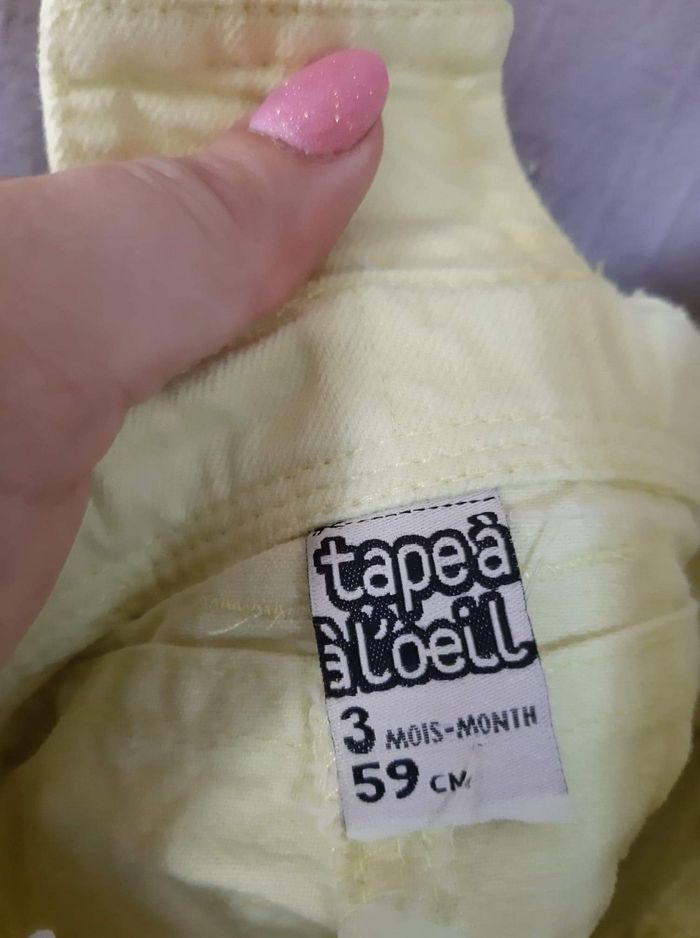 tapeà
à l'oeil
3 MOIS-MONTH
59 CM